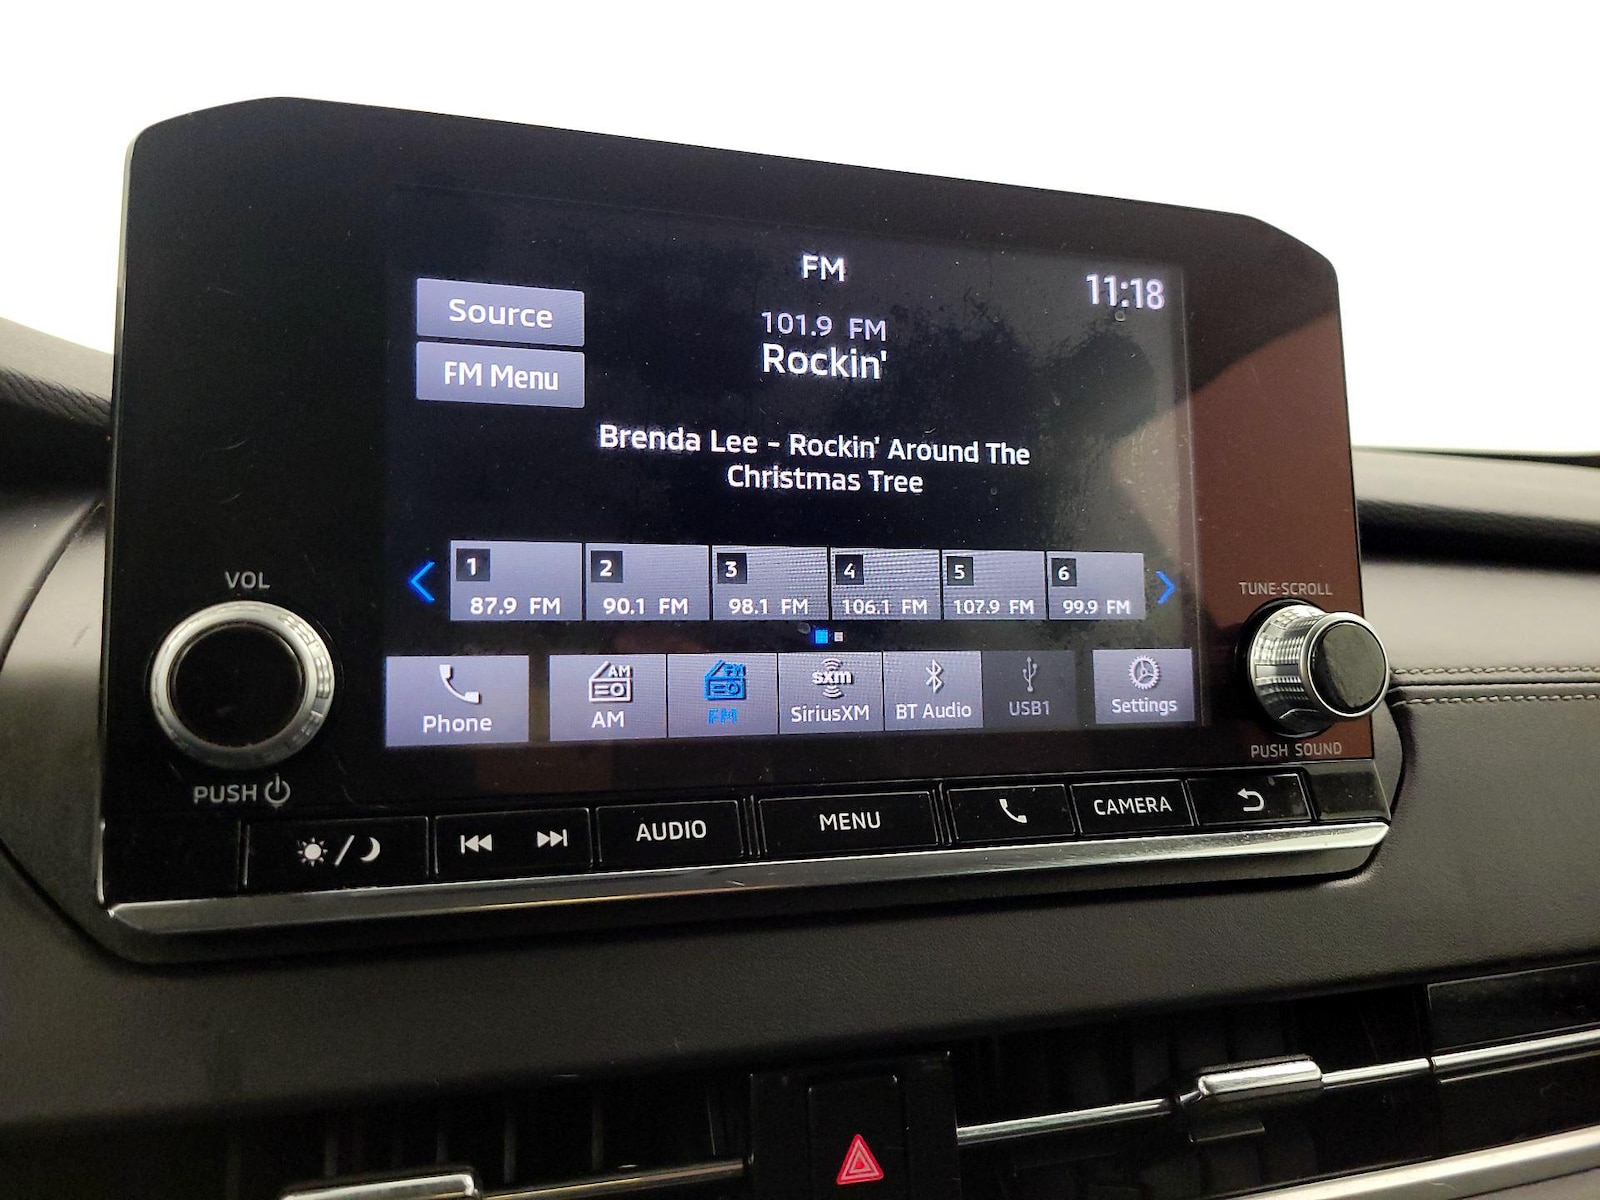 FM
11:18
Source
FM Menu
101.9 FM
Rockin'
Brenda Lee - Rockin' Around The
Christmas Tree
1
87.9 FM
2
90.1 FM
3
98.1 FM
4
106.1 FM
5
107.9 FM
6
99.9 FM
Phone
AM
AM
FM
FM
sxm
SiriusXM
BT Audio
USB1
Settings
VOL
PUSH
TUNE·SCROLL
PUSH SOUND
AUDIO
MENU
CAMERA